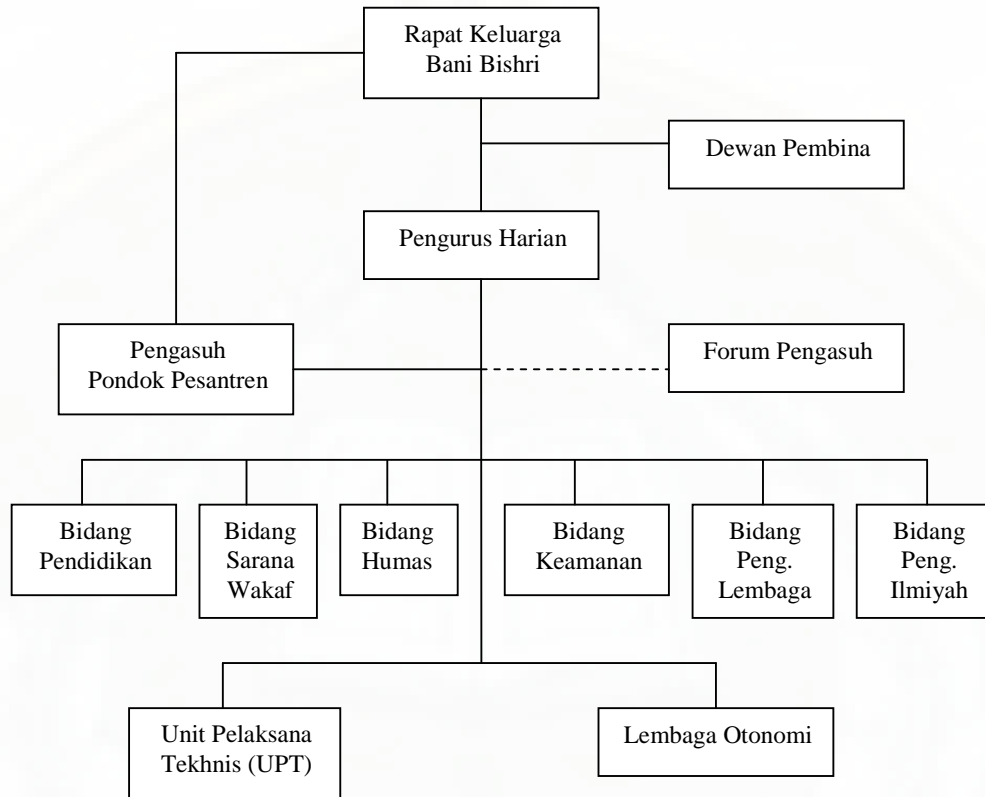 Rapat Keluarga
Bani Bishri
Dewan Pembina
Pengurus Harian
Pengasuh
Pondok Pesantren
Forum Pengasuh
Bidang
Pendidikan
Bidang
Sarana
Wakaf
Bidang
Humas
Bidang
Keamanan
Bidang
Peng.
Lembaga
Bidang
Peng.
Ilmiyah
Unit Pelaksana
Tekhnis (UPT)
Lembaga Otonomi